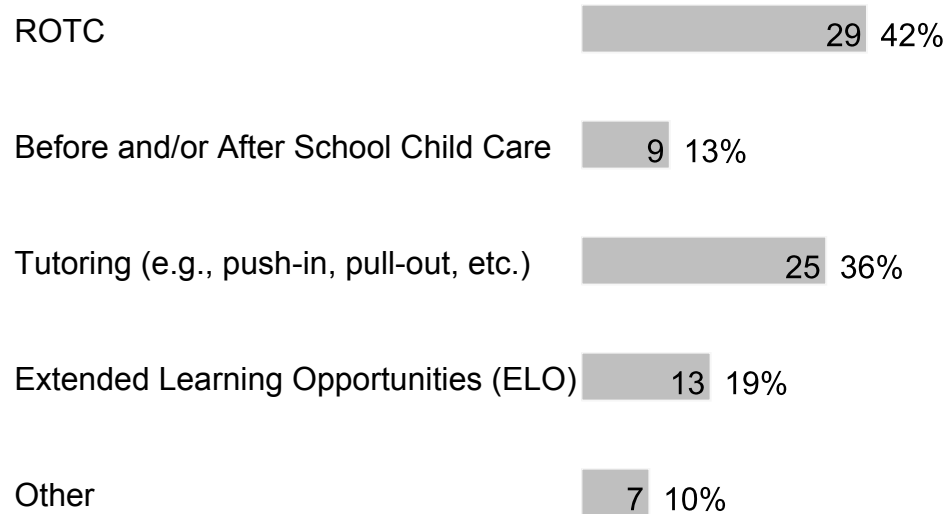 ROTC 29 42%
Before and/or After School Child Care 9 13%
Tutoring (e.g., push-in, pull-out, etc.) 25 36%
Extended Learning Opportunities (ELO) 13 19%
Other 7 10%